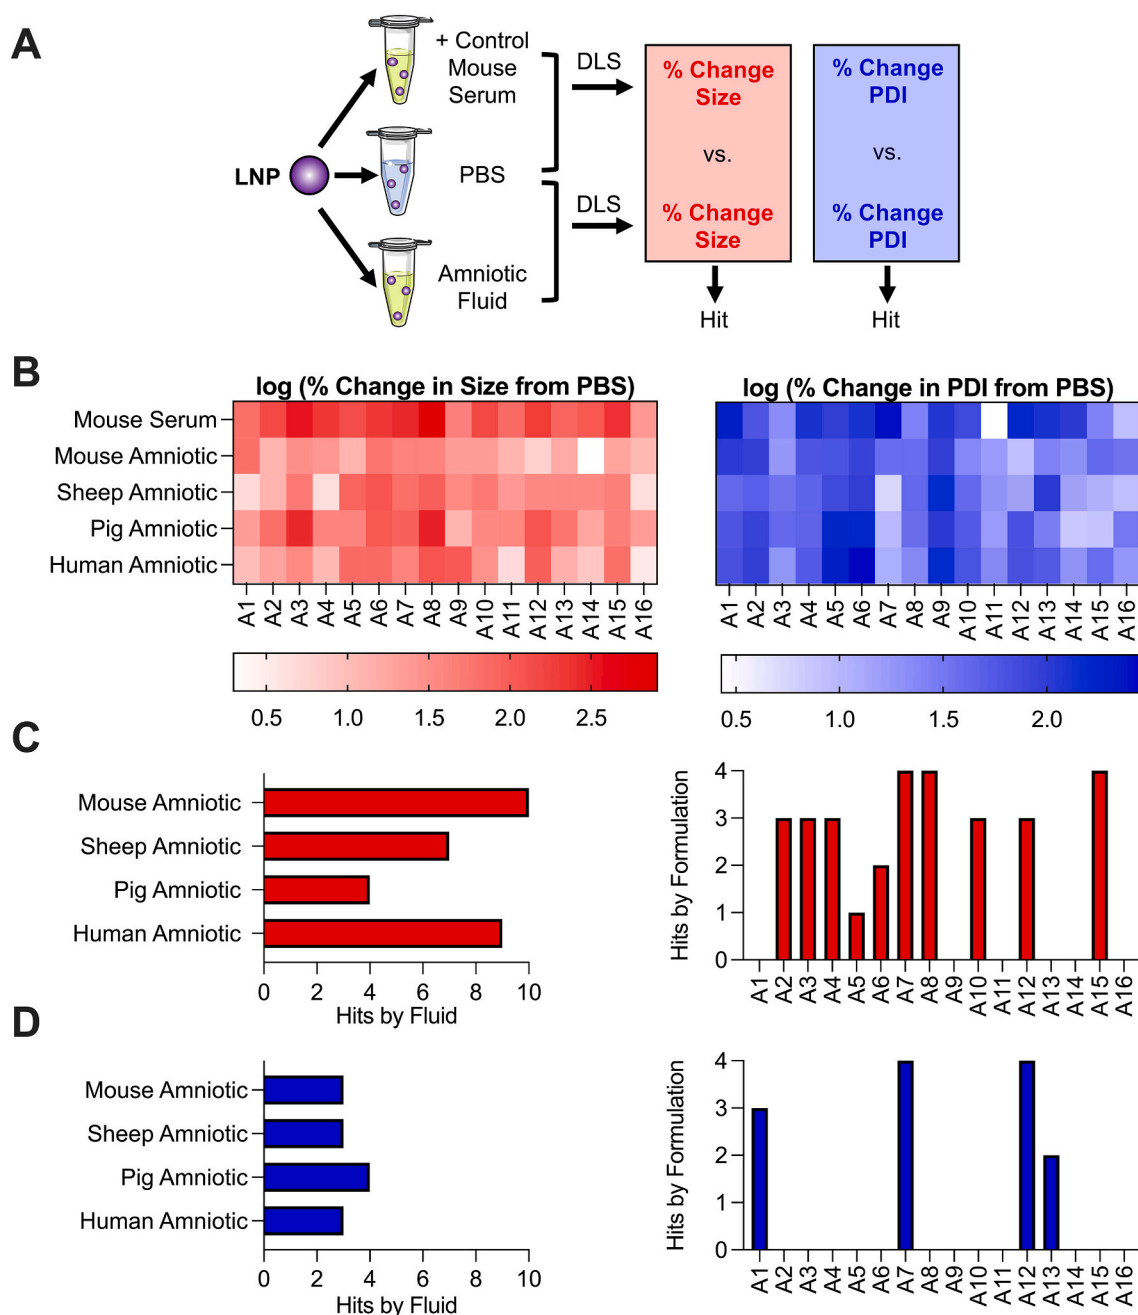 A
+ Control
Mouse
Serum
LNP
PBS
Amniotic
Fluid
DLS
DLS
% Change
Size
vs.
% Change
Size
Hit
% Change
PDI
vs.
% Change
PDI
Hit
B
log (% Change in Size from PBS)
log (% Change in PDI from PBS)
Mouse Serum
Mouse Amniotic
Sheep Amniotic
Pig Amniotic
Human Amniotic
A1 A2 A3 A4 A5 A6 A7 A8 A9 A10 A11 A12 A13 A14 A15 A16
A1 A2 A3 A4 A5 A6 A7 A8 A9 A10 A11 A12 A13 A14 A15 A16
0.5 1.0 1.5 2.0 2.5
0.5 1.0 1.5 2.0
C
Mouse Amniotic
Sheep Amniotic
Pig Amniotic
Human Amniotic
0 2 4 6 8 10
Hits by Fluid
Hits by Formulation
4
3
2
1
0
A1 A2 A3 A4 A5 A6 A7 A8 A9 A10 A11 A12 A13 A14 A15 A16
D
Mouse Amniotic
Sheep Amniotic
Pig Amniotic
Human Amniotic
0 2 4 6 8 10
Hits by Fluid
Hits by Formulation
4
3
2
1
0
A1 A2 A3 A4 A5 A6 A7 A8 A9 A10 A11 A12 A13 A14 A15 A16